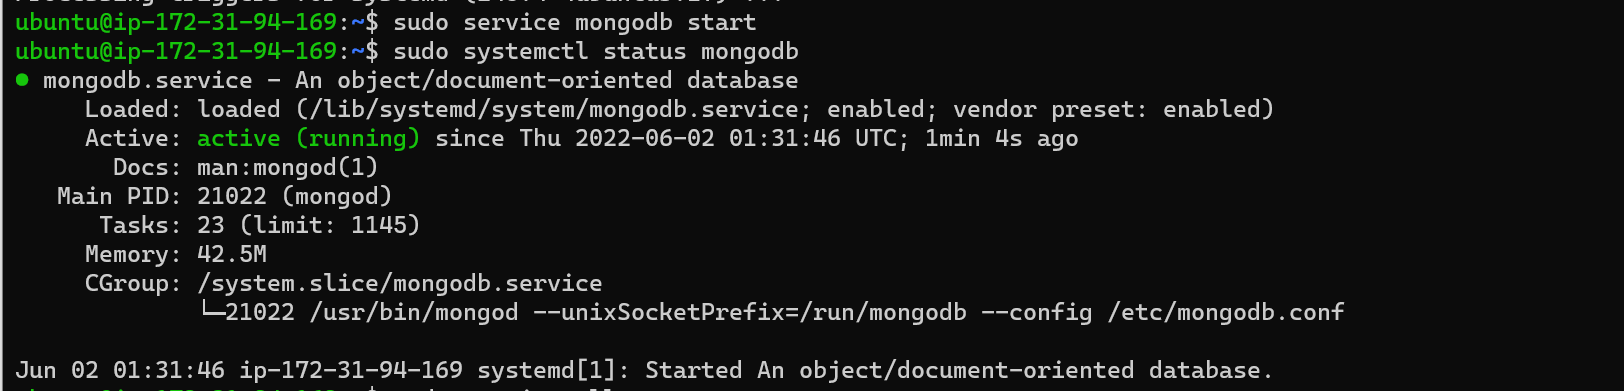 ubuntu@ip-172-31-94-169:~$ sudo service mongodb start
ubuntu@ip-172-31-94-169:~$ sudo systemctl status mongodb
● mongodb.service - An object/document-oriented database
     Loaded: loaded (/lib/systemd/system/mongodb.service; enabled; vendor preset: enabled)
     Active: active (running) since Thu 2022-06-02 01:31:46 UTC; 1min 4s ago
       Docs: man:mongod(1)
   Main PID: 21022 (mongod)
      Tasks: 23 (limit: 1145)
     Memory: 42.5M
     CGroup: /system.slice/mongodb.service
             └─21022 /usr/bin/mongod --unixSocketPrefix=/run/mongodb --config /etc/mongodb.conf
Jun 02 01:31:46 ip-172-31-94-169 systemd[1]: Started An object/document-oriented database.